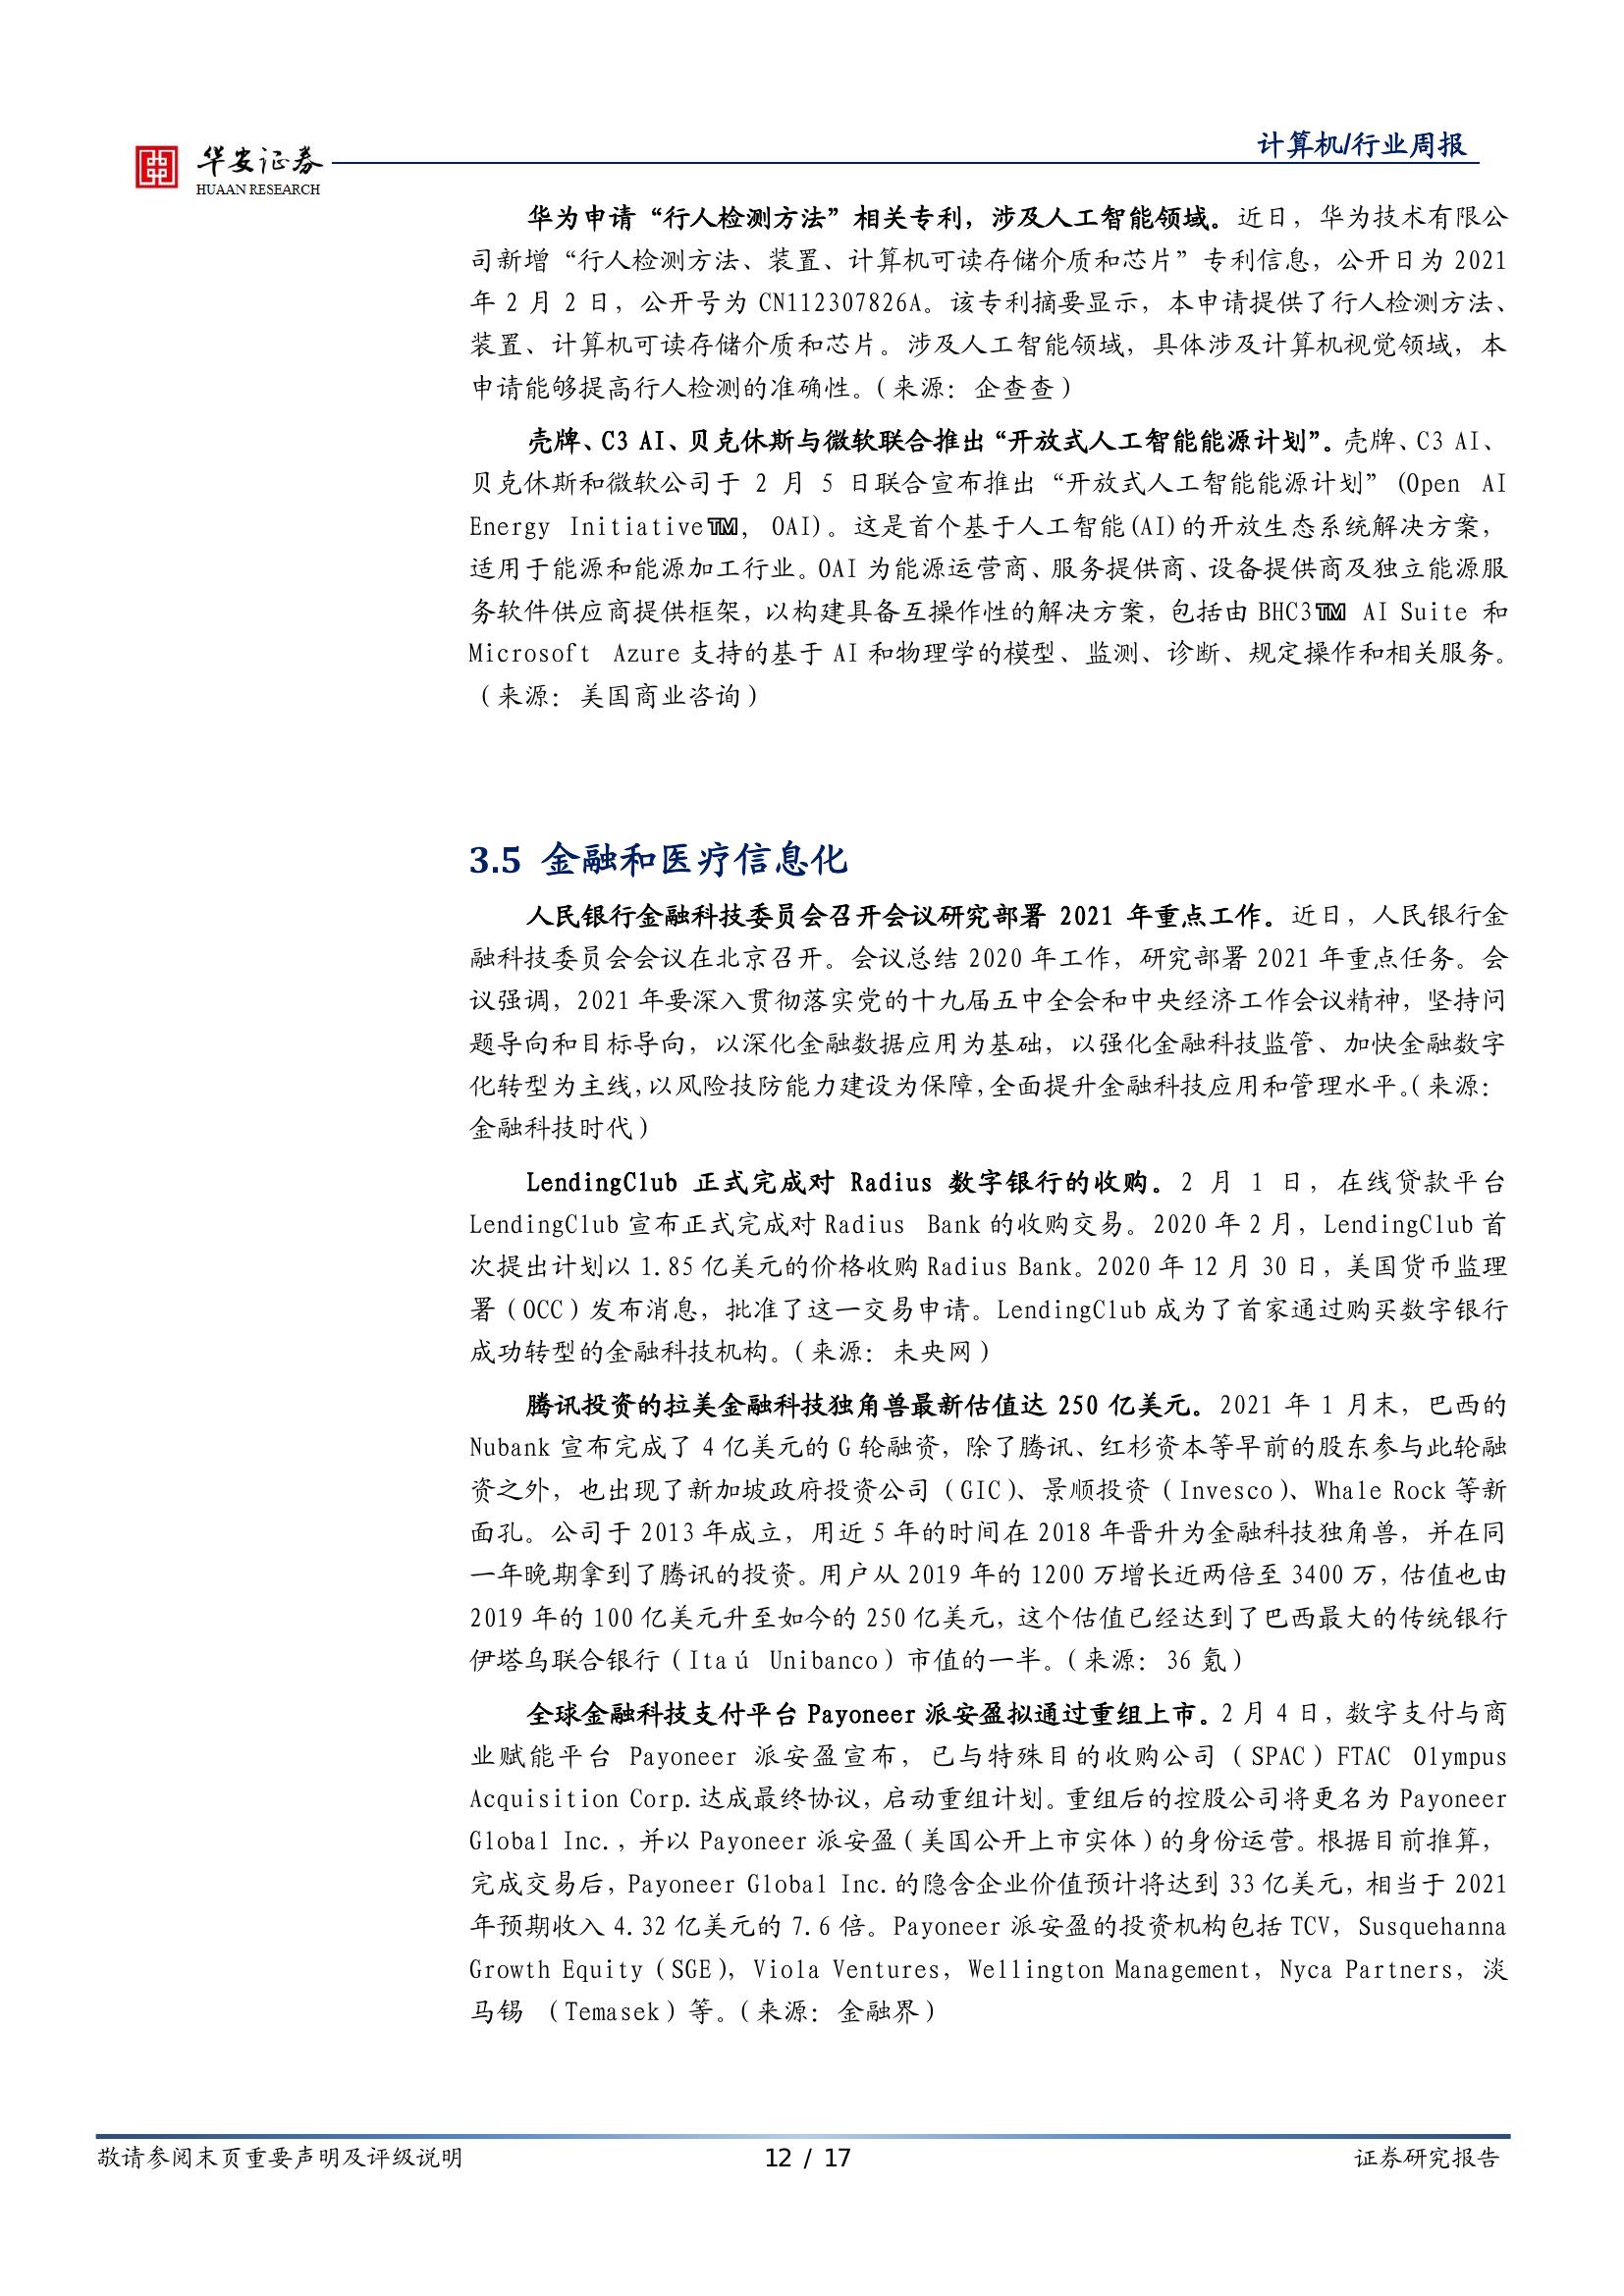 华安证券
HUAAN RESEARCH
计算机/行业周报
华为申请“行人检测方法”相关专利，涉及人工智能领域。近日，华为技术有限公
司新增“行人检测方法、装置、计算机可读存储介质和芯片”专利信息，公开日为 2021
年 2 月 2 日，公开号为 CN112307826A。该专利摘要显示，本申请提供了行人检测方法、
装置、计算机可读存储介质和芯片。涉及人工智能领域，具体涉及计算机视觉领域，本
申请能够提高行人检测的准确性。（来源：企查查）
壳牌、C3 AI、贝克休斯与微软联合推出“开放式人工智能能源计划”。壳牌、C3 AI、
贝克休斯和微软公司于 2 月 5 日联合宣布推出“开放式人工智能能源计划”(Open AI
Energy Initiative™, OAI)。这是首个基于人工智能(AI)的开放生态系统解决方案，
适用于能源和能源加工行业。OAI 为能源运营商、服务提供商、设备提供商及独立能源服
务软件供应商提供框架，以构建具备互操作性的解决方案，包括由 BHC3™ AI Suite 和
Microsoft Azure 支持的基于 AI 和物理学的模型、监测、诊断、规定操作和相关服务。
（来源：美国商业咨询）
3.5 金融和医疗信息化
人民银行金融科技委员会召开会议研究部署 2021 年重点工作。近日，人民银行金
融科技委员会会议在北京召开。会议总结 2020 年工作，研究部署 2021 年重点任务。会
议强调，2021 年要深入贯彻落实党的十九届五中全会和中央经济工作会议精神，坚持问
题导向和目标导向，以深化金融数据应用为基础，以强化金融科技监管、加快金融数字
化转型为主线，以风险技防能力建设为保障，全面提升金融科技应用和管理水平。（来源：
金融科技时代）
LendingClub 正式完成对 Radius 数字银行的收购。2 月 1 日，在线贷款平台
LendingClub 宣布正式完成对 Radius Bank 的收购交易。2020 年 2 月，LendingClub 首
次提出计划以 1.85 亿美元的价格收购 Radius Bank。2020 年 12 月 30 日，美国货币监理
署（OCC）发布消息，批准了这一交易申请。LendingClub 成为了首家通过购买数字银行
成功转型的金融科技机构。（来源：未央网）
腾讯投资的拉美金融科技独角兽最新估值达 250 亿美元。2021 年 1 月末，巴西的
Nubank 宣布完成了 4 亿美元的 G 轮融资，除了腾讯、红杉资本等早前的股东参与此轮融
资之外，也出现了新加坡政府投资公司（GIC）、景顺投资（Invesco）、Whale Rock 等新
面孔。公司于 2013 年成立，用近 5 年的时间在 2018 年晋升为金融科技独角兽，并在同
一年晚期拿到了腾讯的投资。用户从 2019 年的 1200 万增长近两倍至 3400 万，估值也由
2019 年的 100 亿美元升至如今的 250 亿美元，这个估值已经达到了巴西最大的传统银行
伊塔乌联合银行（Itaú Unibanco）市值的一半。（来源：36 氪）
全球金融科技支付平台 Payoneer 派安盈拟通过重组上市。2 月 4 日，数字支付与商
业赋能平台 Payoneer 派安盈宣布，已与特殊目的收购公司（SPAC）FTAC Olympus
Acquisition Corp.达成最终协议，启动重组计划。重组后的控股公司将更名为 Payoneer
Global Inc.，并以 Payoneer 派安盈（美国公开上市实体）的身份运营。根据目前推算，
完成交易后，Payoneer Global Inc.的隐含企业价值预计将达到 33 亿美元，相当于 2021
年预期收入 4.32 亿美元的 7.6 倍。Payoneer 派安盈的投资机构包括 TCV，Susquehanna
Growth Equity（SGE），Viola Ventures，Wellington Management，Nyca Partners，淡
马锡 （Temasek）等。（来源：金融界）
敬请参阅末页重要声明及评级说明
12 / 17
证券研究报告